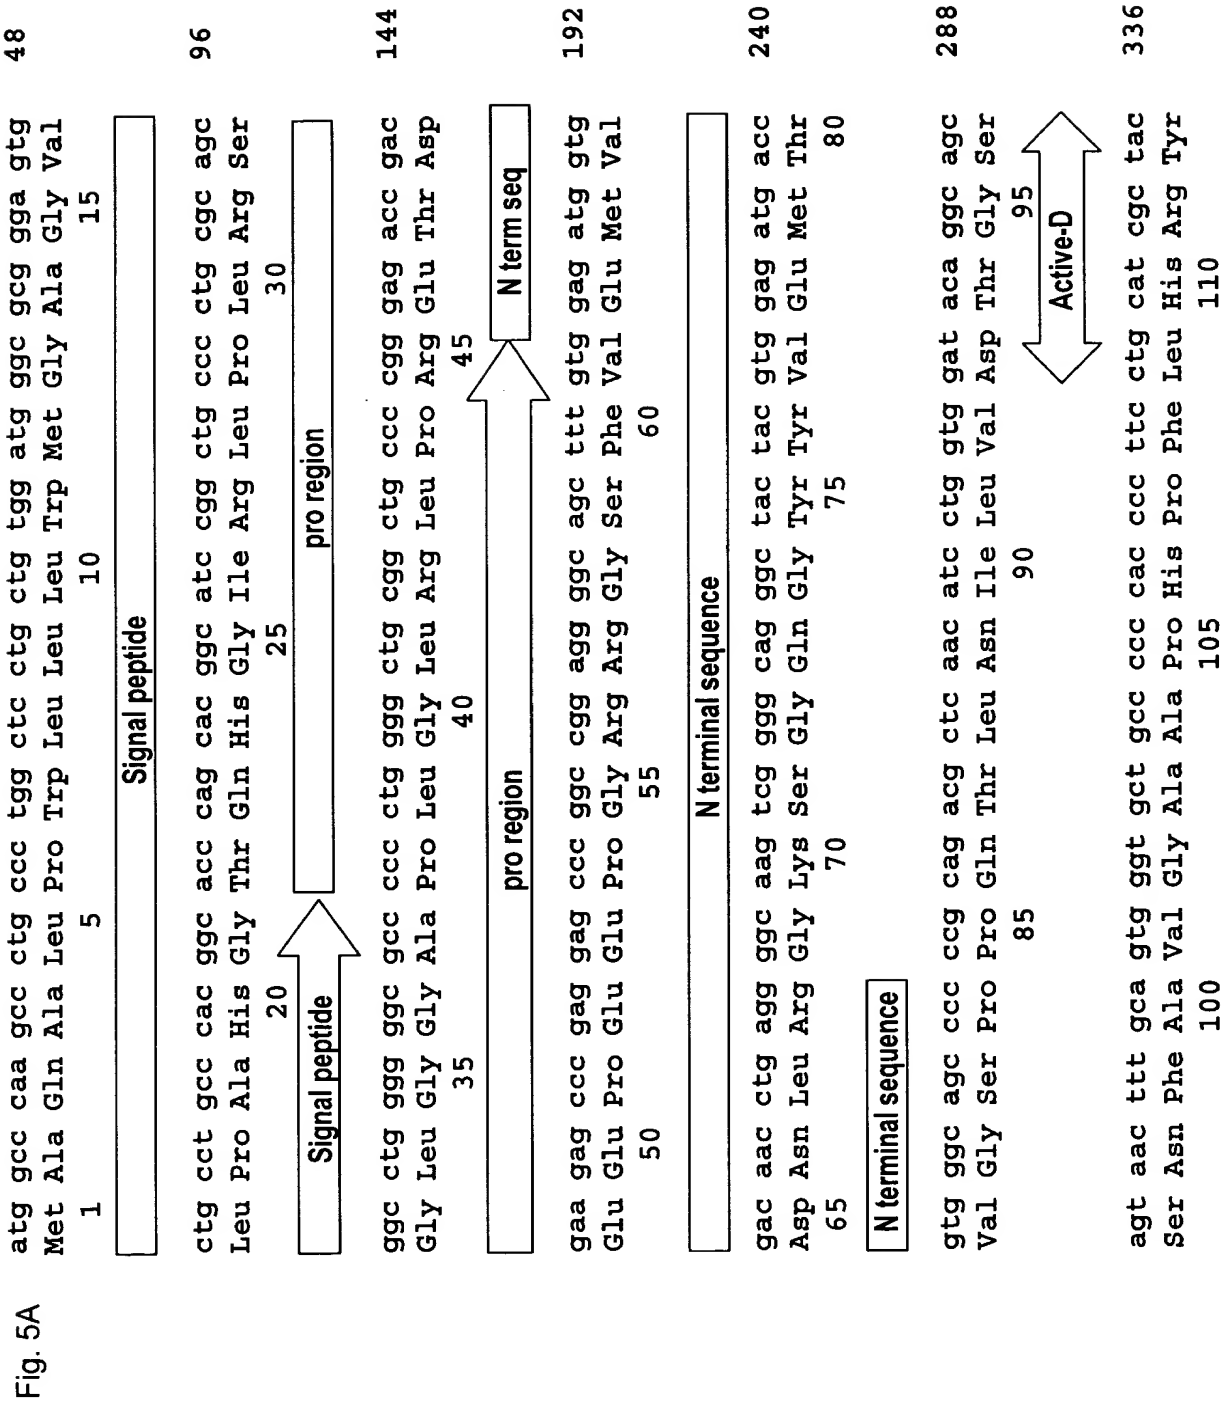 Fig. 5A
atg gcc caa gcc ctg ccc tgg ctc ctg ctg tgg atg ggc gcg gga gtg 48
Met Ala Gln Ala Leu Pro Trp Leu Leu Leu Trp Met Gly Ala Gly Val
1 5 10 15
Signal peptide
ctg cct gcc cac ggc acc cag cac ggc atc cgg ctg ccc ctg cgc agc 96
Leu Pro Ala His Gly Thr Gln His Gly Ile Arg Leu Pro Leu Arg Ser
20 25 30
Signal peptide pro region
ggc ctg ggg ggc gcc ccc ctg ggg ctg cgg ctg ccc cgg gag acc gac 144
Gly Leu Gly Gly Ala Pro Leu Gly Leu Arg Leu Pro Arg Glu Thr Asp
35 40 45
pro region N term seq
gaa gag ccc gag gag ccc ggc cgg agg ggc agc ttt gtg gag atg gtg 192
Glu Glu Pro Glu Glu Pro Gly Arg Arg Gly Ser Phe Val Glu Met Val
50 55 60
N terminal sequence
gac aac ctg agg ggc aag tcg ggg cag ggc tac tac gtg gag atg acc 240
Asp Asn Leu Arg Gly Lys Ser Gly Gln Gly Tyr Tyr Val Glu Met Thr
65 70 75 80
N terminal sequence
gtg ggc agc ccc ccg cag acg ctc aac atc ctg gtg gat aca ggc agc 288
Val Gly Ser Pro Pro Gln Thr Leu Asn Ile Leu Val Asp Thr Gly Ser
85 90 95
Active-D
agt aac ttt gca gtg ggt gct gcc ccc cac ccc ttc ctg cat cgc tac 336
Ser Asn Phe Ala Val Gly Ala Ala Pro His Pro Phe Leu His Arg Tyr
100 105 110